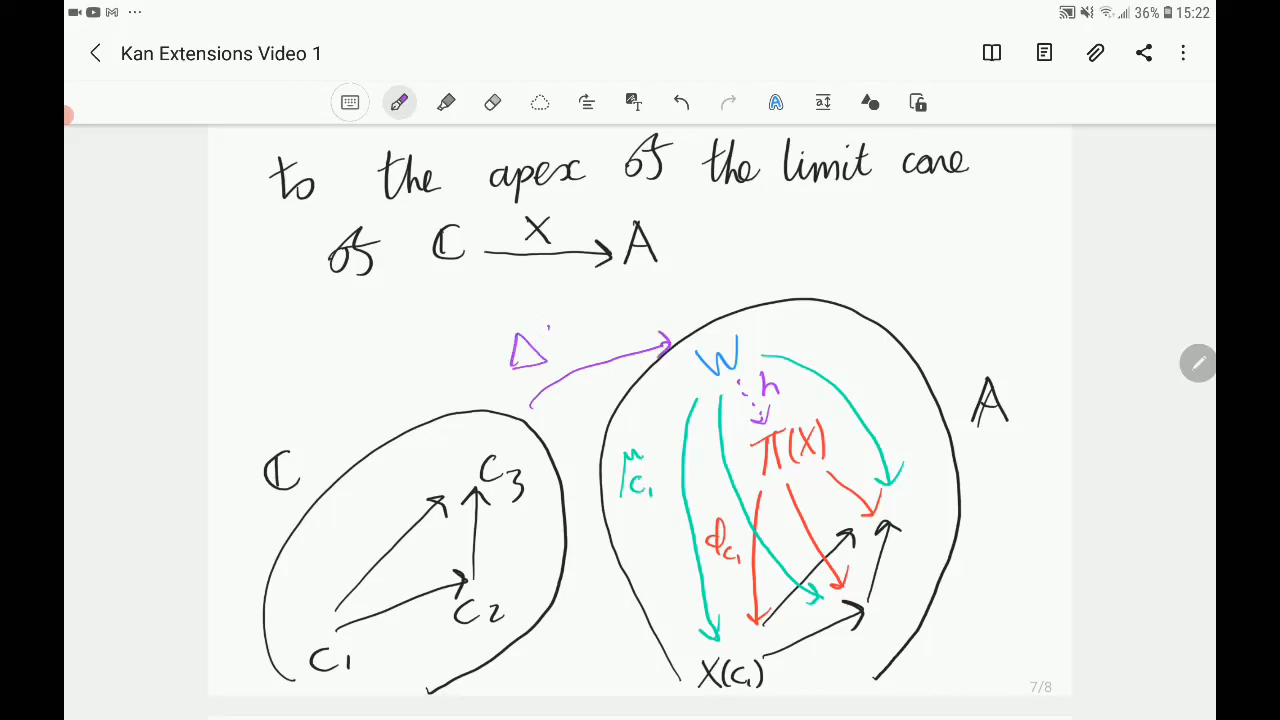 36% 15:22
Kan Extensions Video 1
to the apex of the limit cone
of ℂ X A
Δ' W h
A
π(X)
ℂ C3 μc1
dc1
C2
C1 X(c1)
7/8